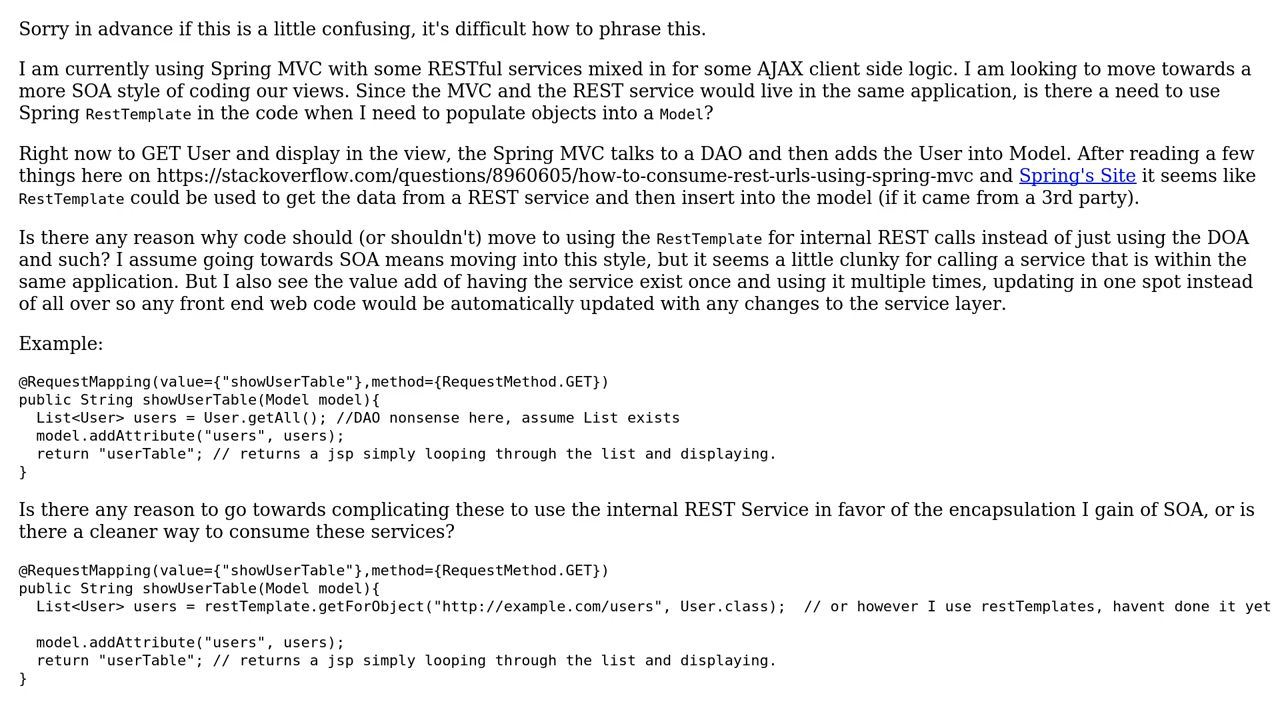 Sorry in advance if this is a little confusing, it's difficult how to phrase this.
I am currently using Spring MVC with some RESTful services mixed in for some AJAX client side logic. I am looking to move towards a
more SOA style of coding our views. Since the MVC and the REST service would live in the same application, is there a need to use
Spring RestTemplate in the code when I need to populate objects into a Model?
Right now to GET User and display in the view, the Spring MVC talks to a DAO and then adds the User into Model. After reading a few
things here on https://stackoverflow.com/questions/8960605/how-to-consume-rest-urls-using-spring-mvc and Spring's Site it seems like
RestTemplate could be used to get the data from a REST service and then insert into the model (if it came from a 3rd party).
Is there any reason why code should (or shouldn't) move to using the RestTemplate for internal REST calls instead of just using the DOA
and such? I assume going towards SOA means moving into this style, but it seems a little clunky for calling a service that is within the
same application. But I also see the value add of having the service exist once and using it multiple times, updating in one spot instead
of all over so any front end web code would be automatically updated with any changes to the service layer.
Example:
@RequestMapping(value={"showUserTable"},method={RequestMethod.GET})
public String showUserTable(Model model){
  List<User> users = User.getAll(); //DAO nonsense here, assume List exists
  model.addAttribute("users", users);
  return "userTable"; // returns a jsp simply looping through the list and displaying.
}
Is there any reason to go towards complicating these to use the internal REST Service in favor of the encapsulation I gain of SOA, or is
there a cleaner way to consume these services?
@RequestMapping(value={"showUserTable"},method={RequestMethod.GET})
public String showUserTable(Model model){
  List<User> users = restTemplate.getForObject("http://example.com/users", User.class);  // or however I use restTemplates, havent done it yet
  model.addAttribute("users", users);
  return "userTable"; // returns a jsp simply looping through the list and displaying.
}